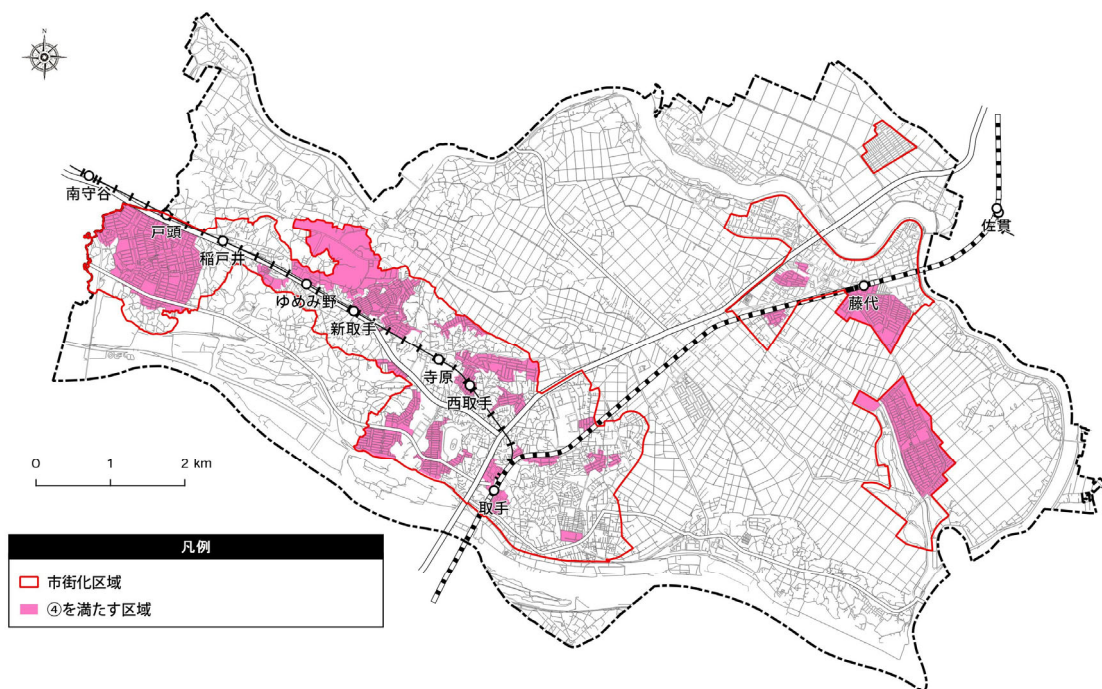 N
南守谷
戸頭
稲戸井
ゆめみ野
新取手
寺原
西取手
取手
藤代
佐貫
0 1 2 km
凡例
市街化区域
④を満たす区域